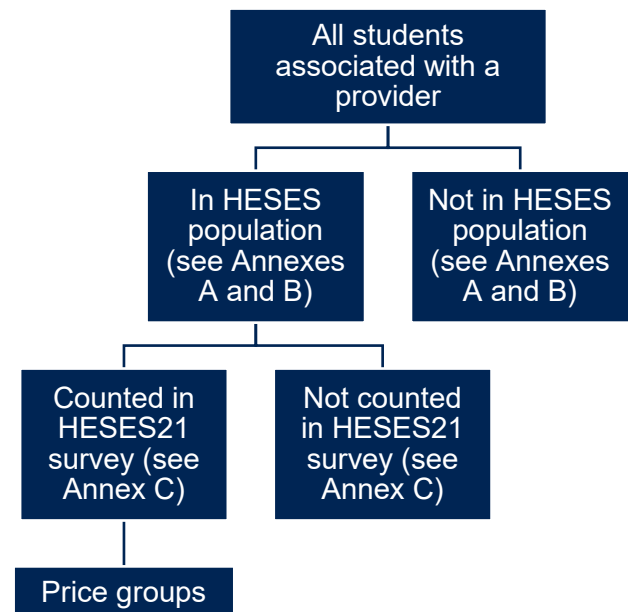 All students
associated with a
provider
In HESES
population
(see Annexes
A and B)
Not in HESES
population
(see Annexes
A and B)
Counted in
HESES21
survey (see
Annex C)
Not counted
in HESES21
survey (see
Annex C)
Price groups